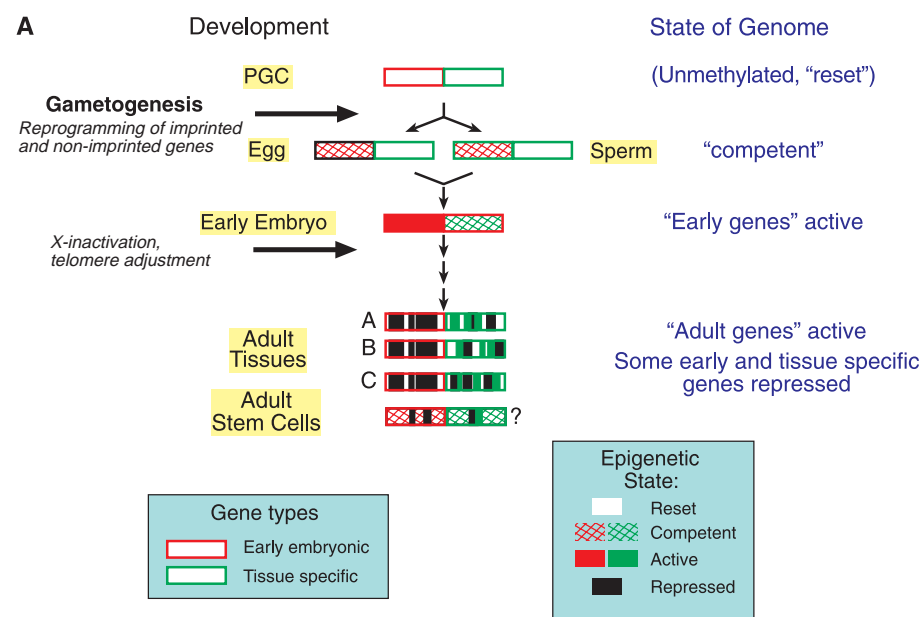 A
Development
State of Genome
PGC
(Unmethylated, “reset”)
Gametogenesis
Reprogramming of imprinted
and non-imprinted genes
Egg
Sperm
“competent”
Early Embryo
“Early genes” active
X-inactivation,
telomere adjustment
A
Adult
Tissues
B
C
“Adult genes” active
Some early and tissue specific
genes repressed
Adult
Stem Cells
?
Gene types
Early embryonic
Tissue specific
Epigenetic
State:
Reset
Competent
Active
Repressed